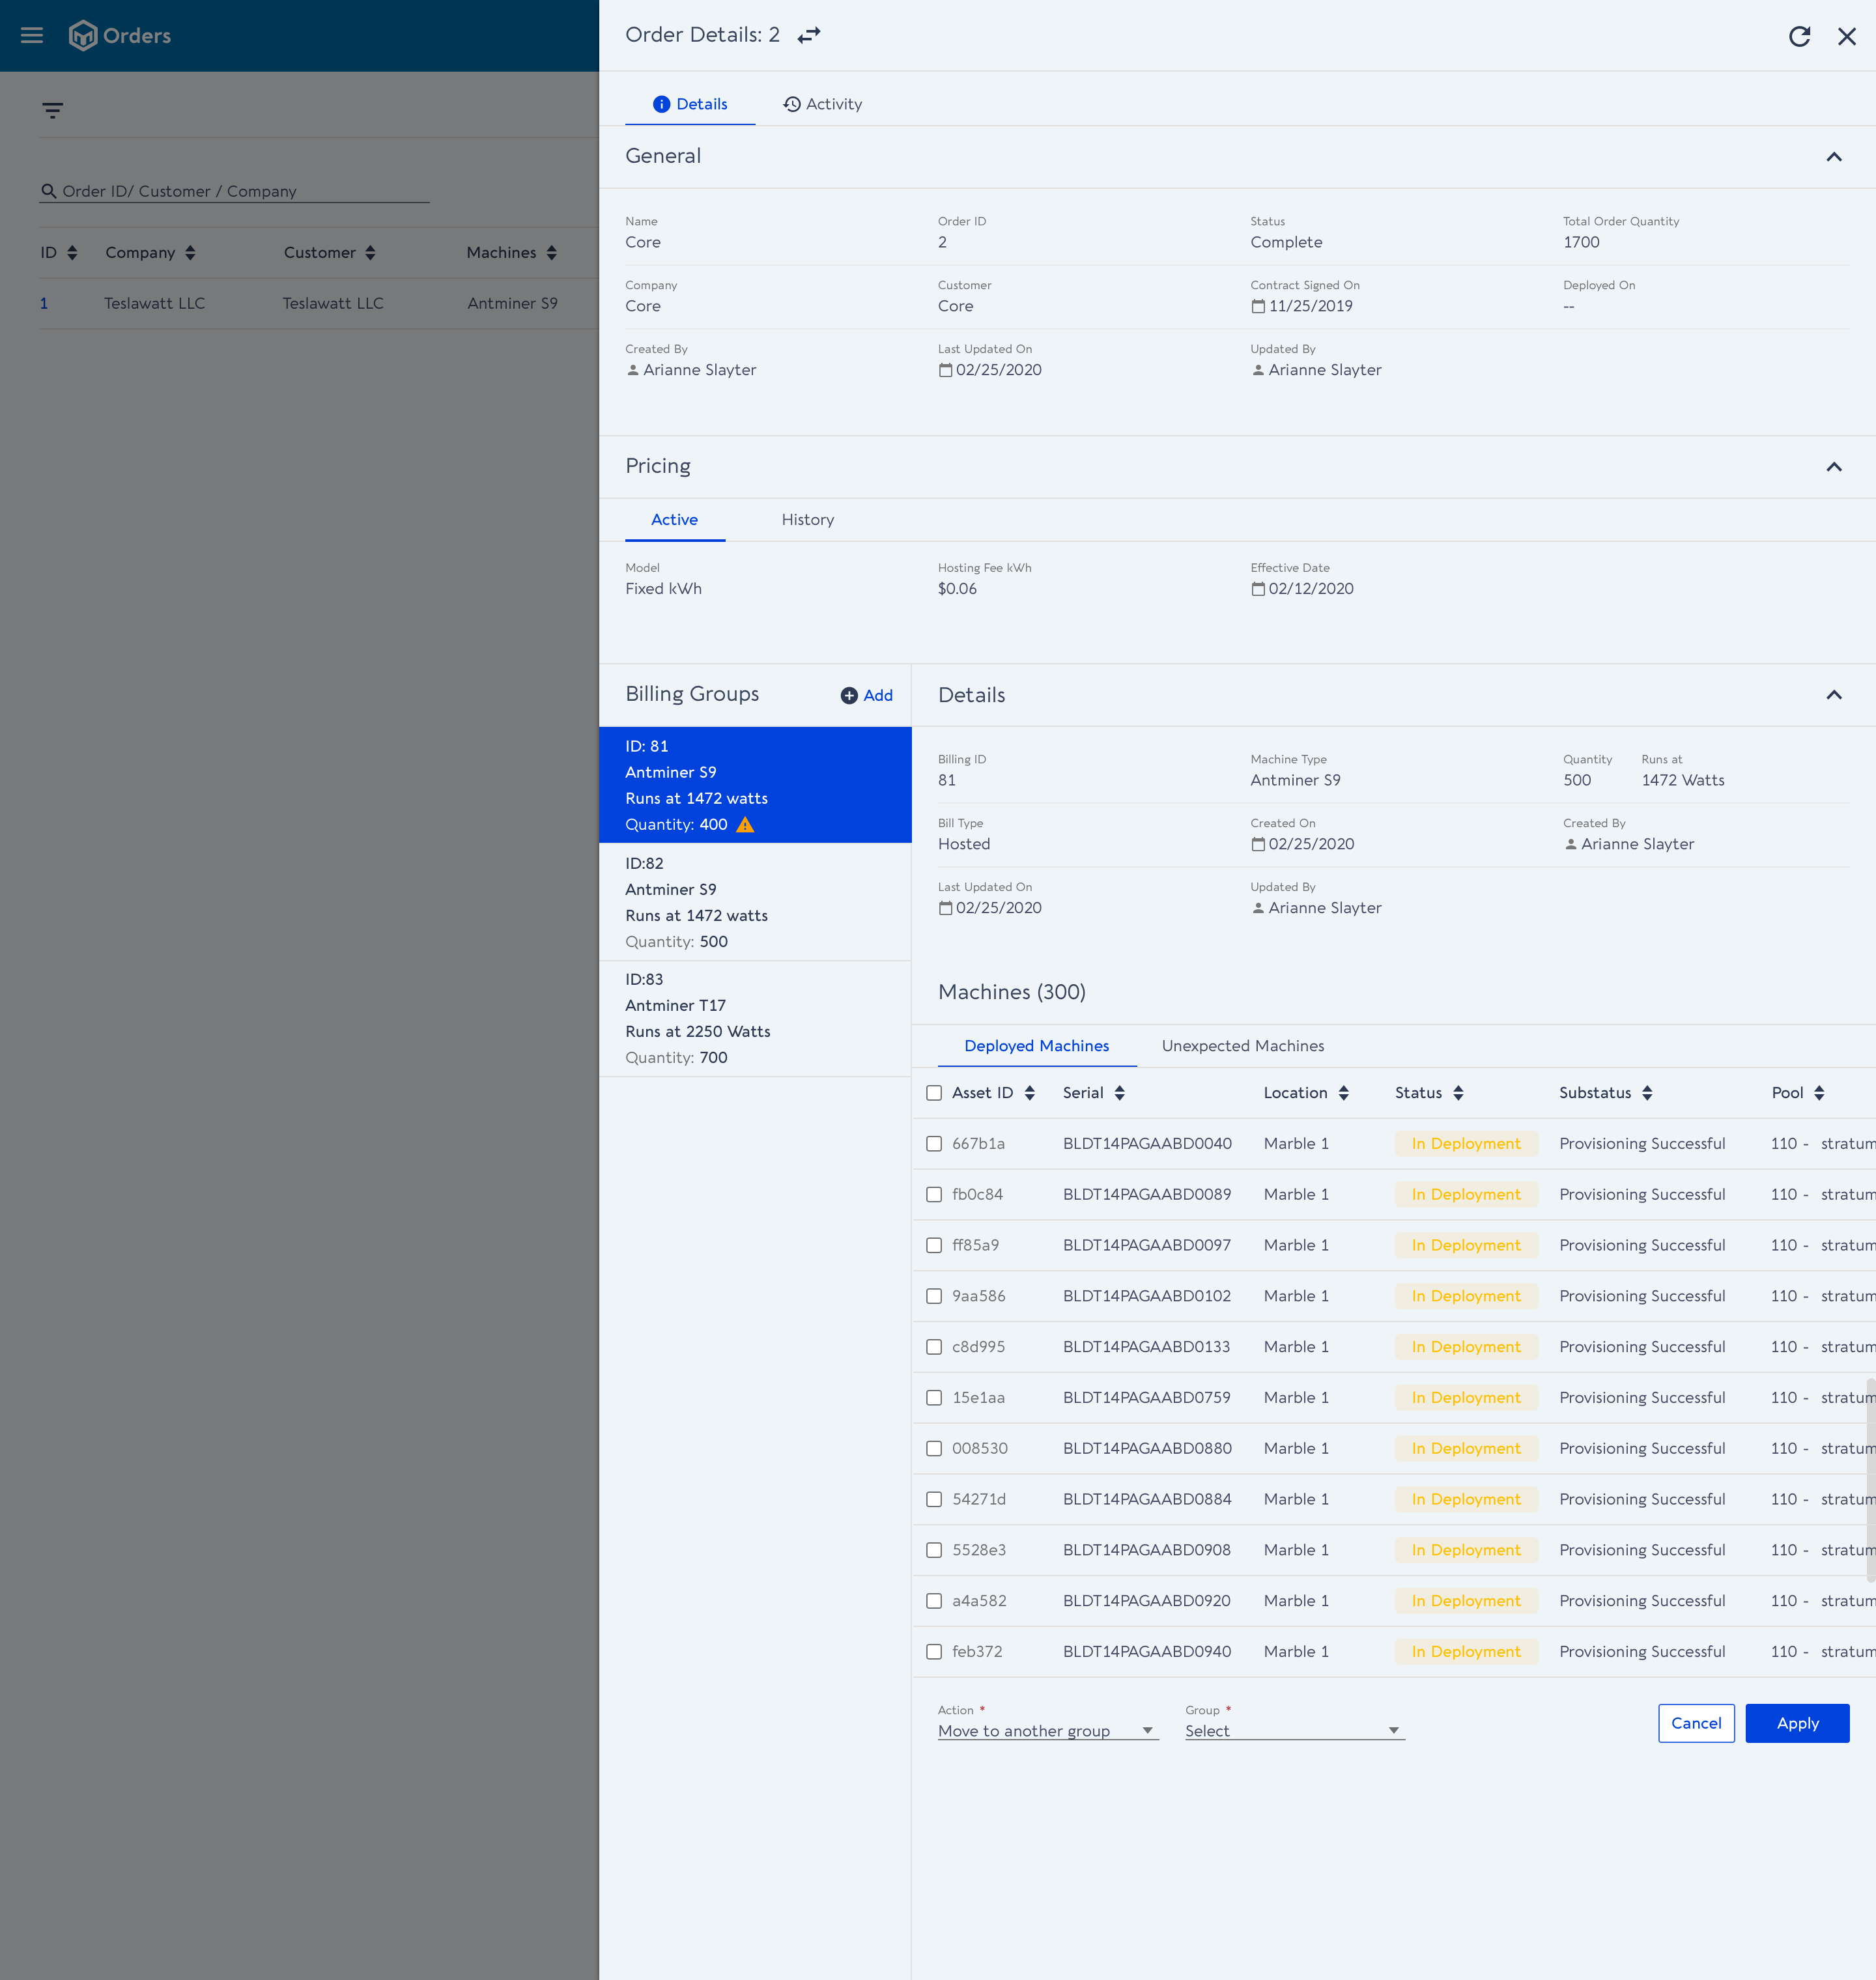 Orders
Order ID/ Customer / Company
ID Company Customer Machines
1 Teslawatt LLC Teslawatt LLC Antminer S9
Order Details: 2
Details Activity
General
Name Order ID Status Total Order Quantity
Core 2 Complete 1700
Company Customer Contract Signed On Deployed On
Core Core 11/25/2019 --
Created By Last Updated On Updated By
Arianne Slayter 02/25/2020 Arianne Slayter
Pricing
Active History
Model Hosting Fee kWh Effective Date
Fixed kWh $0.06 02/12/2020
Billing Groups Add
ID: 81
Antminer S9
Runs at 1472 watts
Quantity: 400
ID:82
Antminer S9
Runs at 1472 watts
Quantity: 500
ID:83
Antminer T17
Runs at 2250 Watts
Quantity: 700
Details
Billing ID Machine Type Quantity Runs at
81 Antminer S9 500 1472 Watts
Bill Type Created On Created By
Hosted 02/25/2020 Arianne Slayter
Last Updated On Updated By
02/25/2020 Arianne Slayter
Machines (300)
Deployed Machines Unexpected Machines
Asset ID Serial Location Status Substatus Pool
667b1a BLDT14PAGAABD0040 Marble 1 In Deployment Provisioning Successful 110 - stratum
fb0c84 BLDT14PAGAABD0089 Marble 1 In Deployment Provisioning Successful 110 - stratum
ff85a9 BLDT14PAGAABD0097 Marble 1 In Deployment Provisioning Successful 110 - stratum
9aa586 BLDT14PAGAABD0102 Marble 1 In Deployment Provisioning Successful 110 - stratum
c8d995 BLDT14PAGAABD0133 Marble 1 In Deployment Provisioning Successful 110 - stratum
15e1aa BLDT14PAGAABD0759 Marble 1 In Deployment Provisioning Successful 110 - stratum
008530 BLDT14PAGAABD0880 Marble 1 In Deployment Provisioning Successful 110 - stratum
54271d BLDT14PAGAABD0884 Marble 1 In Deployment Provisioning Successful 110 - stratum
5528e3 BLDT14PAGAABD0908 Marble 1 In Deployment Provisioning Successful 110 - stratum
a4a582 BLDT14PAGAABD0920 Marble 1 In Deployment Provisioning Successful 110 - stratum
feb372 BLDT14PAGAABD0940 Marble 1 In Deployment Provisioning Successful 110 - stratum
Action * Group *
Move to another group Select Cancel Apply